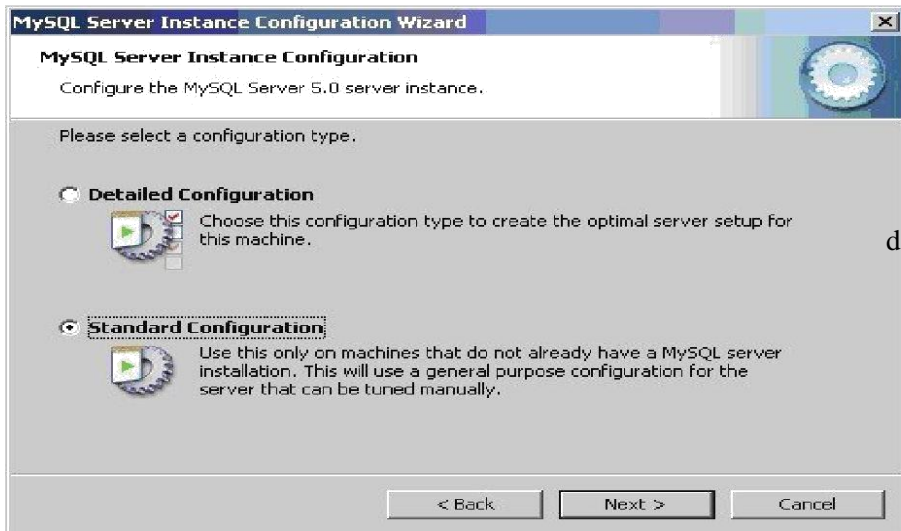 MySQL Server Instance Configuration Wizard
MySQL Server Instance Configuration
Configure the MySQL Server 5.0 server instance.
Please select a configuration type.
Detailed Configuration
Choose this configuration type to create the optimal server setup for
this machine.
d
Standard Configuration
Use this only on machines that do not already have a MySQL server
installation. This will use a general purpose configuration for the
server that can be tuned manually.
< Back
Next >
Cancel